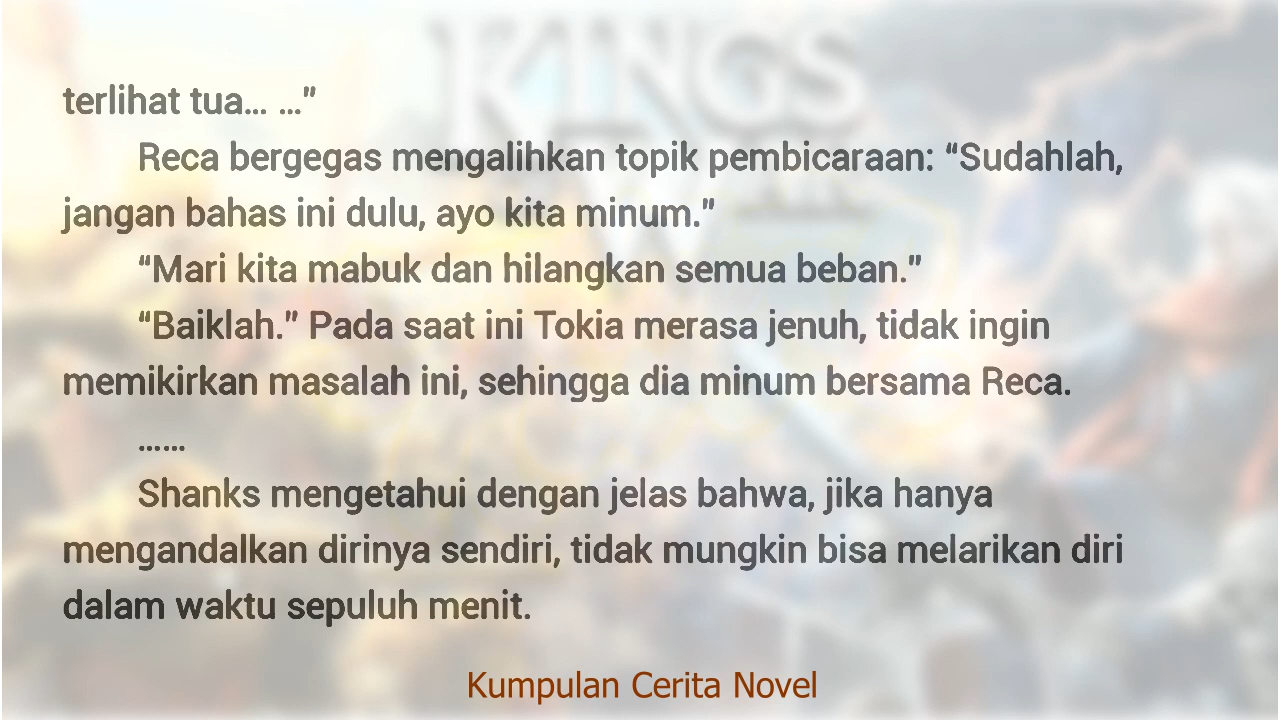 KINGS
terlihat tua... ..."
Reca bergegas mengalihkan topik pembicaraan: “Sudahlah,
jangan bahas ini dulu, ayo kita minum.”
“Mari kita mabuk dan hilangkan semua beban.”
“Baiklah.” Pada saat ini Tokia merasa jenuh, tidak ingin
memikirkan masalah ini, sehingga dia minum bersama Reca.
......
Shanks mengetahui dengan jelas bahwa, jika hanya
mengandalkan dirinya sendiri, tidak mungkin bisa melarikan diri
dalam waktu sepuluh menit.
Kumpulan Cerita Novel